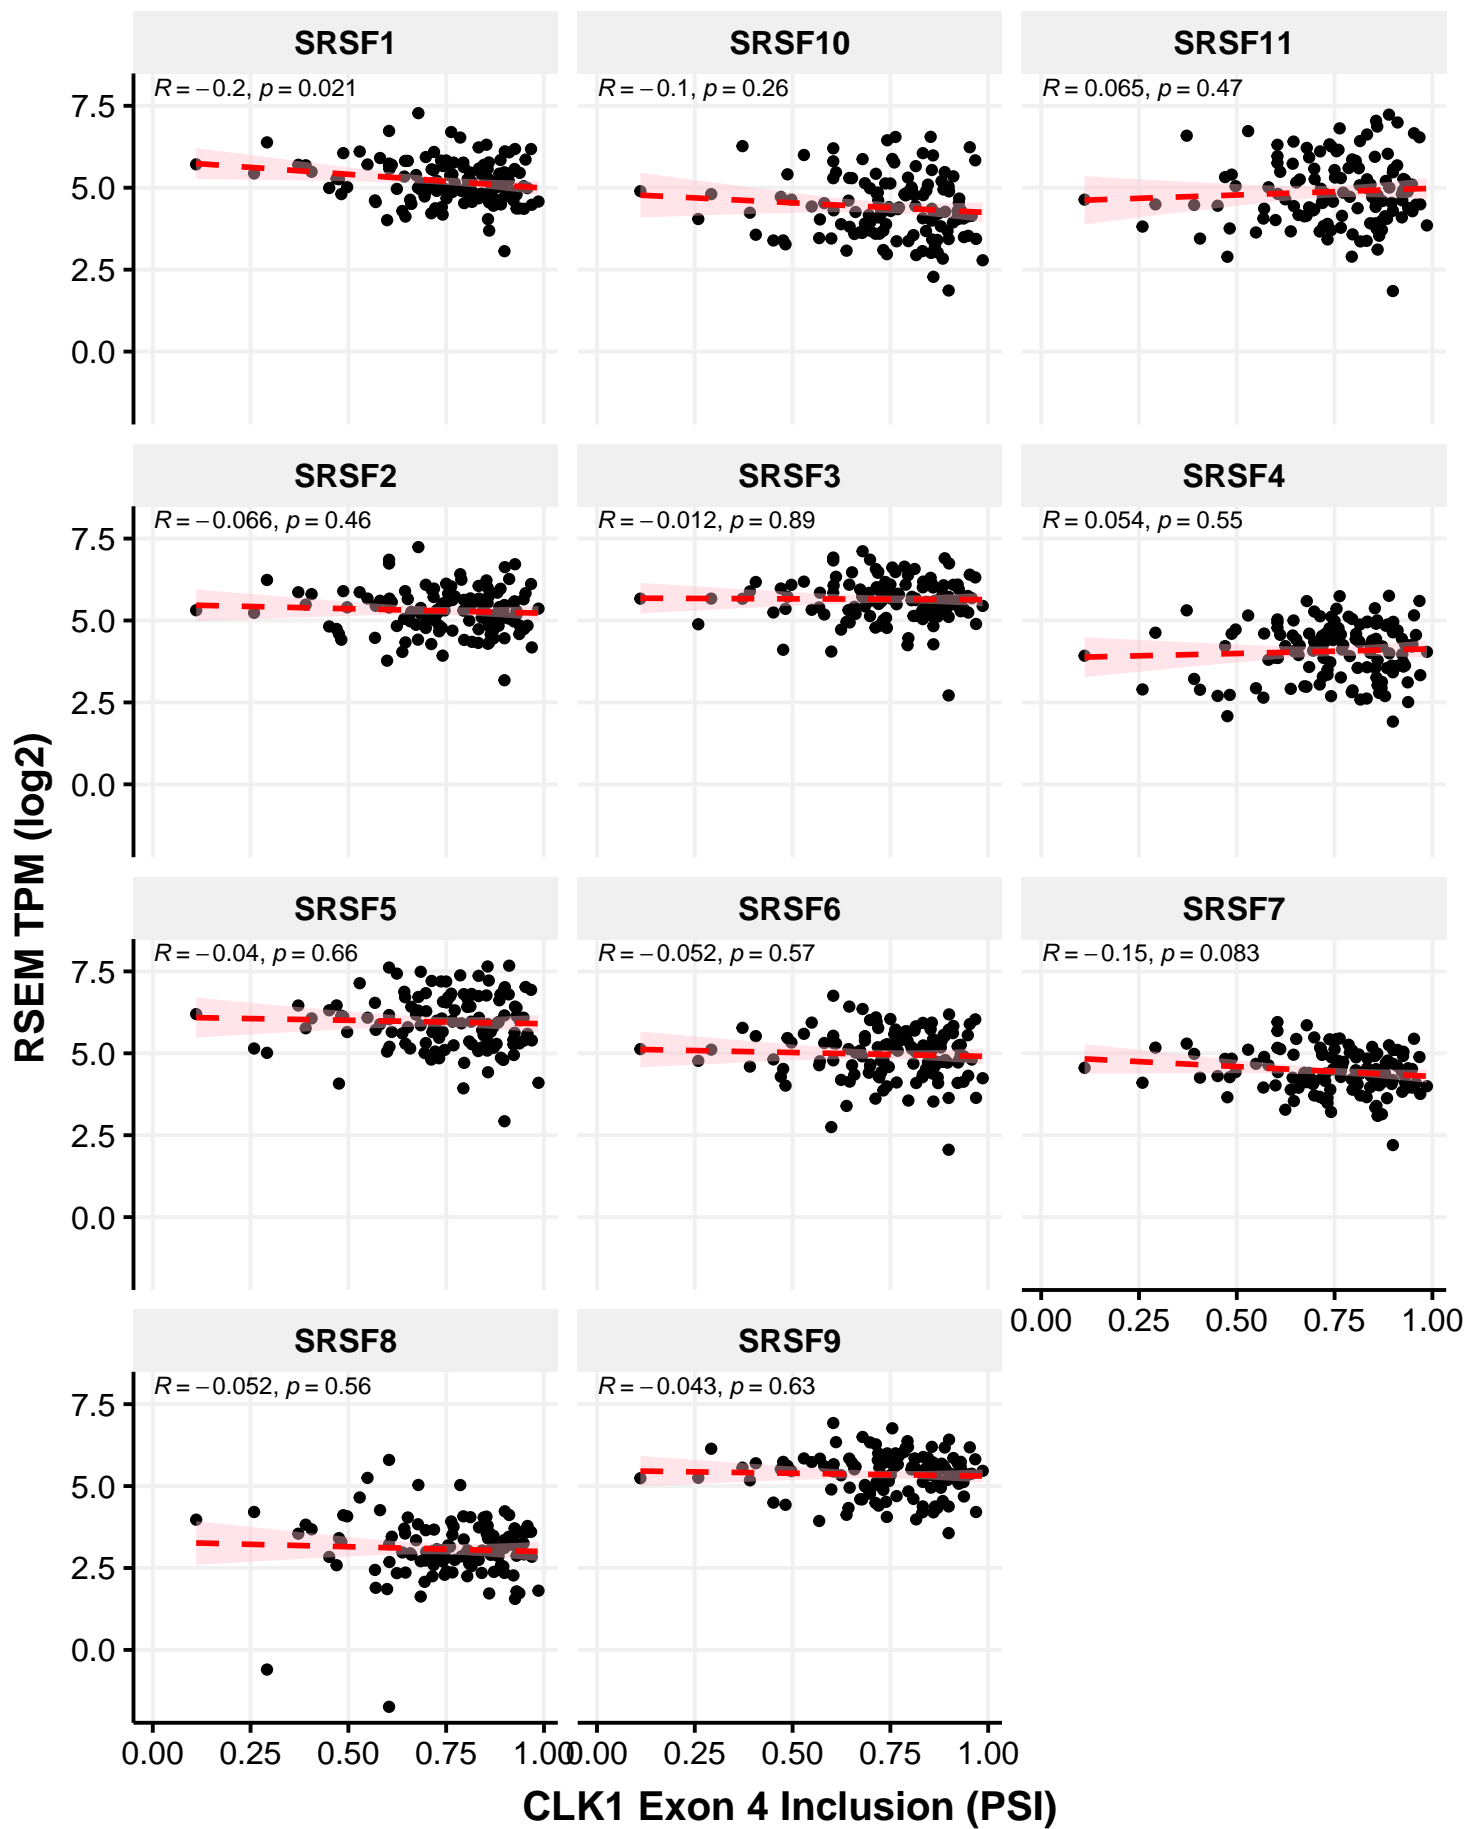 SRSF1
SRSF10
SRSF11
R = −0.2, p = 0.021
R = −0.1, p = 0.26
R = 0.065, p = 0.47
7.5
5.0
2.5
0.0
SRSF2
SRSF3
SRSF4
R = −0.066, p = 0.46
R = −0.012, p = 0.89
R = 0.054, p = 0.55
7.5
5.0
2.5
0.0
RSEM TPM (log2)
SRSF5
SRSF6
SRSF7
R = −0.04, p = 0.66
R = −0.052, p = 0.57
R = −0.15, p = 0.083
7.5
5.0
2.5
0.0
0.00 0.25 0.50 0.75 1.00
SRSF8
SRSF9
R = −0.052, p = 0.56
R = −0.043, p = 0.63
7.5
5.0
2.5
0.0
0.00 0.25 0.50 0.75 1.00
0.00 0.25 0.50 0.75 1.00
CLK1 Exon 4 Inclusion (PSI)